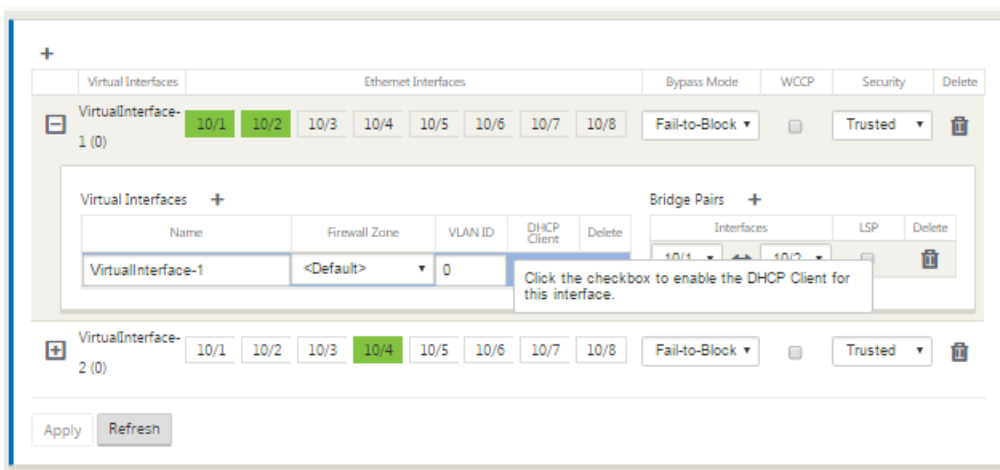 +
Virtual Interfaces Ethernet Interfaces Bypass Mode WCCP Security Delete
VirtualInterface-
1 (0)
10/1 10/2 10/3 10/4 10/5 10/6 10/7 10/8 Fail-to-Block Trusted
Virtual Interfaces + Bridge Pairs +
Name Firewall Zone VLAN ID DHCP Client Delete Interfaces LSP Delete
VirtualInterface-1 <Default> 0 10/1 10/2
Click the checkbox to enable the DHCP Client for
this interface.
VirtualInterface-
2 (0)
10/1 10/2 10/3 10/4 10/5 10/6 10/7 10/8 Fail-to-Block Trusted
Apply Refresh